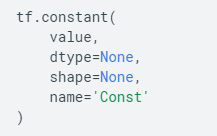 tf.constant(
    value,
    dtype=None,
    shape=None,
    name='Const'
)